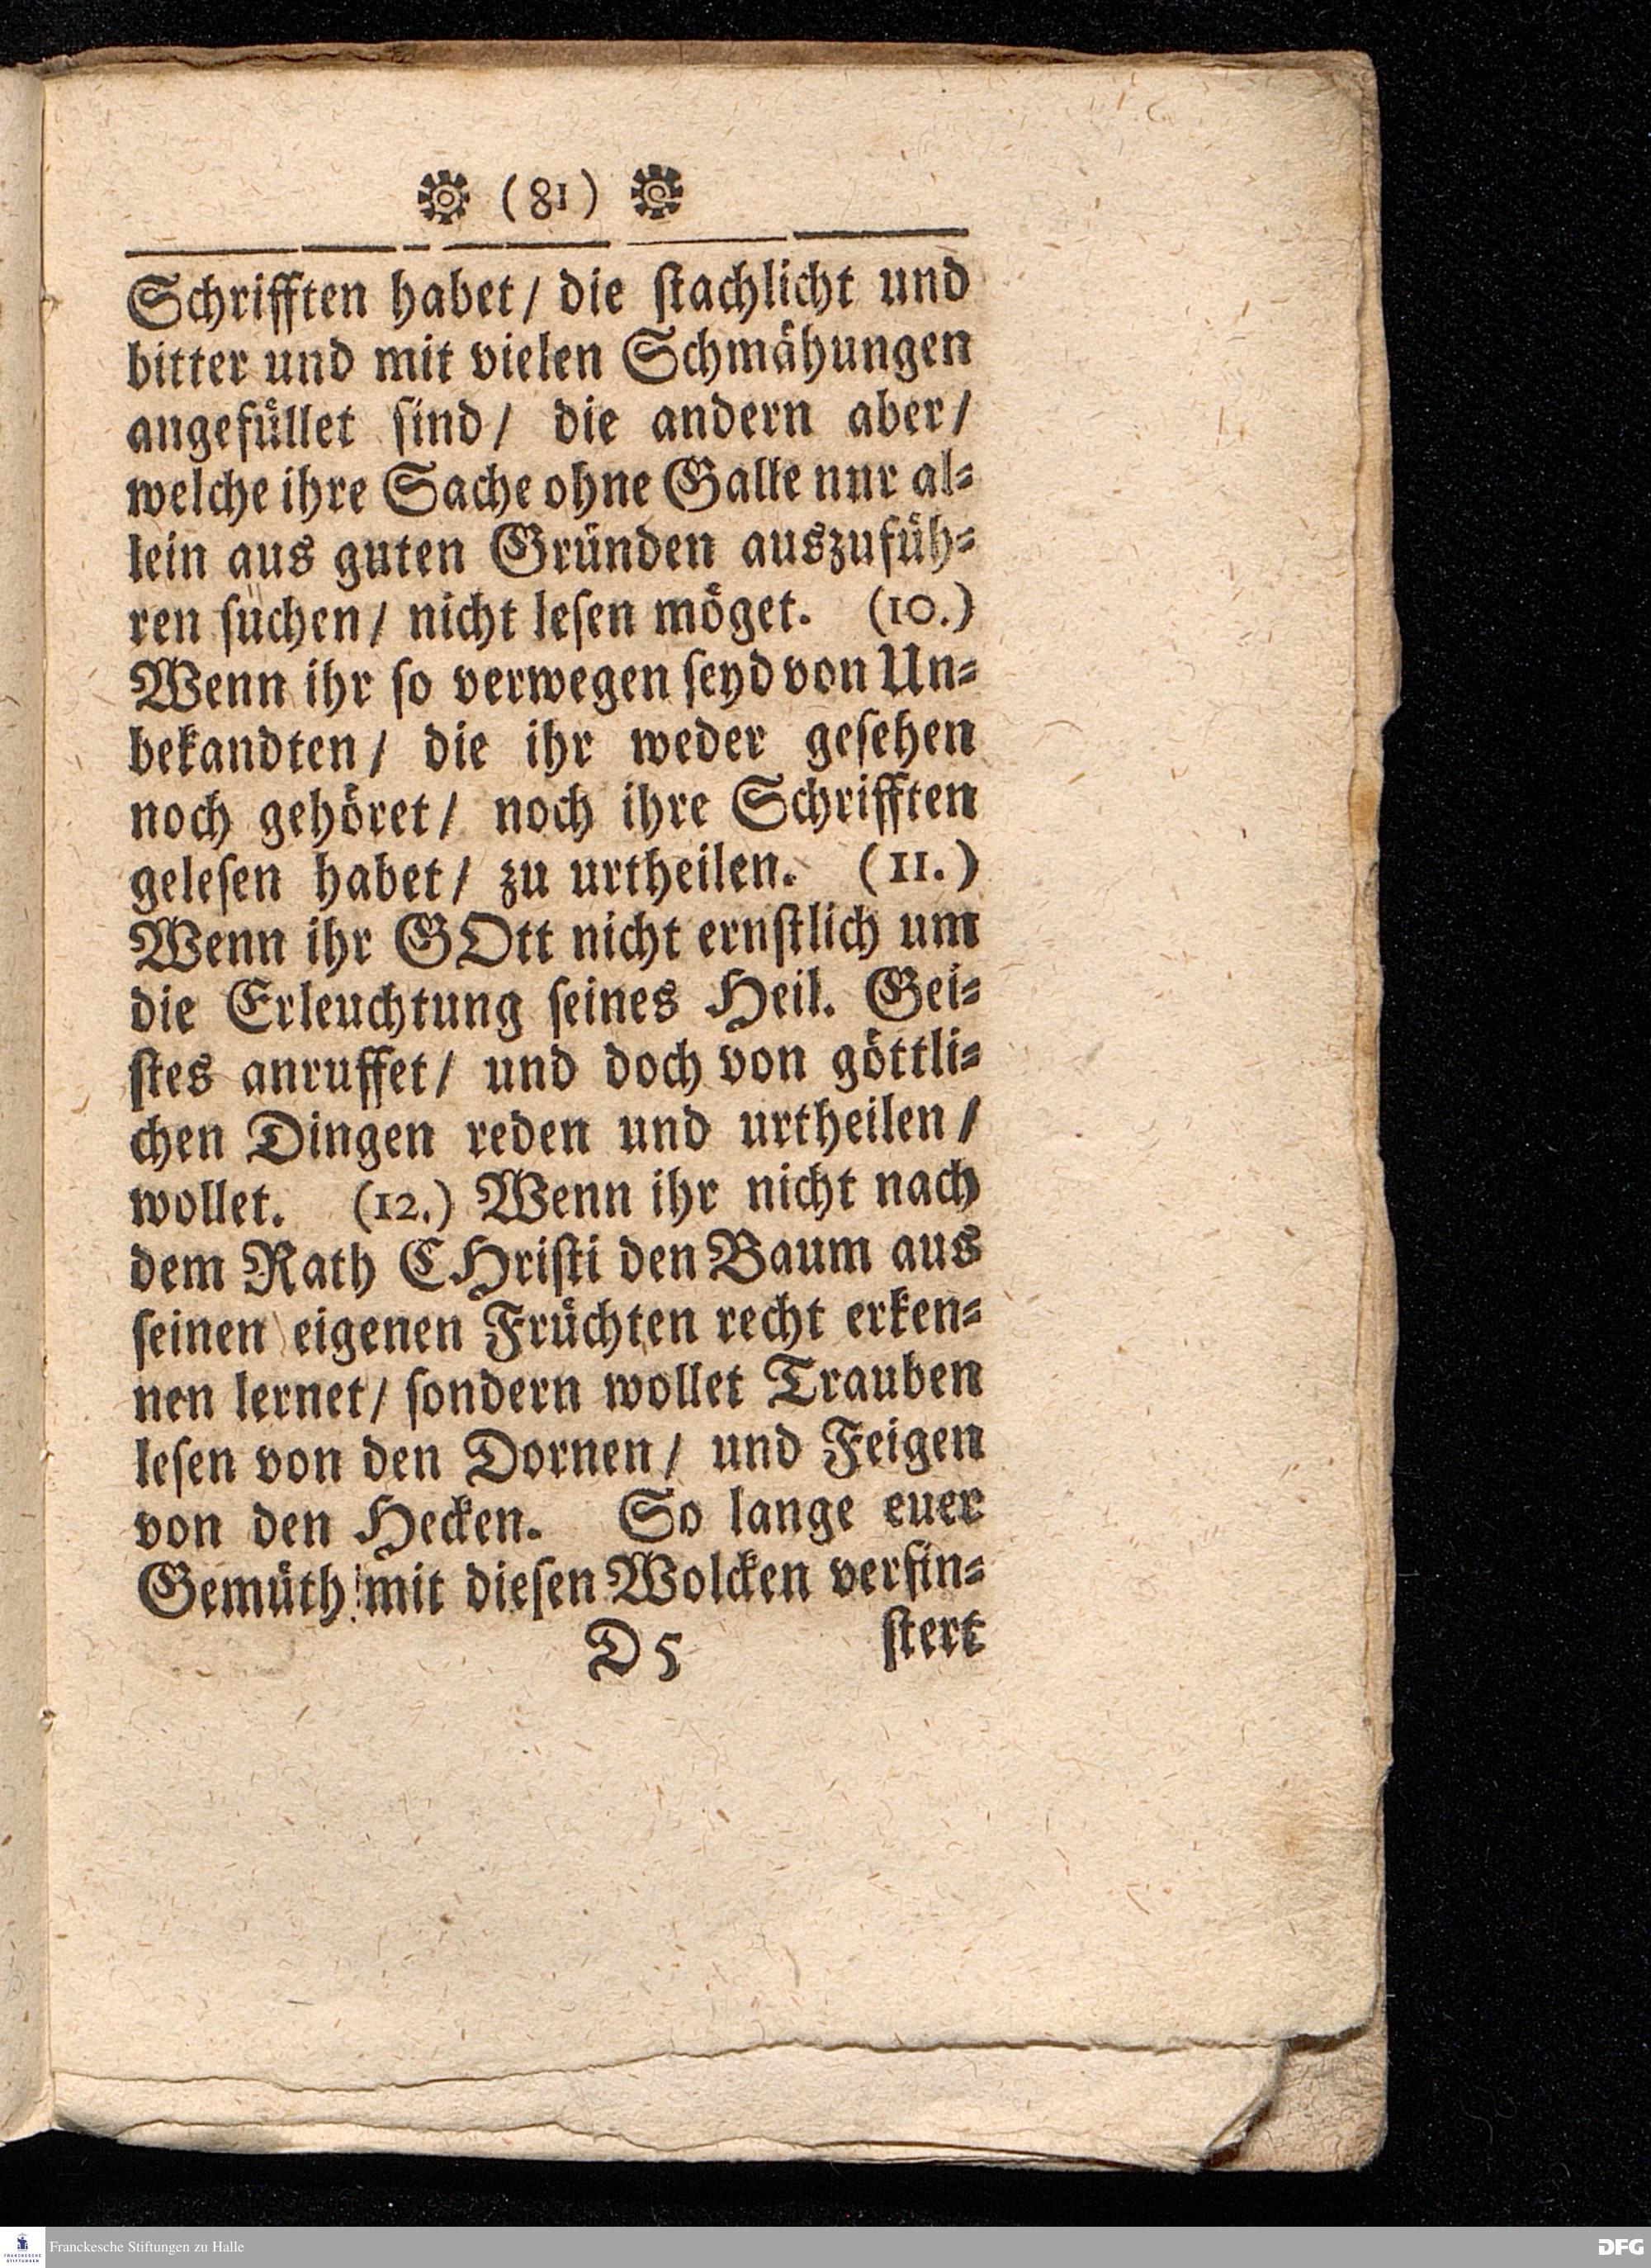 (81)
Schrifften habet/ die ſtachlicht und
bitter und mit vielen Schmähungen
angefüllet ſind/ die andern aber/
welche ihre Sache ohne Galle nur al⸗
lein aus guten Gründen auszufüh⸗
ren ſuchen/ nicht leſen möget. (10.)
Wenn ihr ſo verwegen ſeyd von Un⸗
bekandten/ die ihr weder geſehen
noch gehöret/ noch ihre Schrifften
geleſen habet/ zu urtheilen. (11.)
Wenn ihr GOtt nicht ernſtlich um
die Erleuchtung ſeines Heil. Gei⸗
ſtes anruffet/ und doch von göttli⸗
chen Dingen reden und urtheilen/
wollet. (12.) Wenn ihr nicht nach
dem Rath CHriſti den Baum aus
ſeinen eigenen Früchten recht erken⸗
nen lernet/ ſondern wollet Trauben
leſen von den Dornen/ und Feigen
von den Hecken. So lange euer
Gemüth mit dieſen Wolcken verfin⸗
D 5 ſtert
FRANCKESCHE STIFTUNGEN
Franckesche Stiftungen zu Halle
DFG